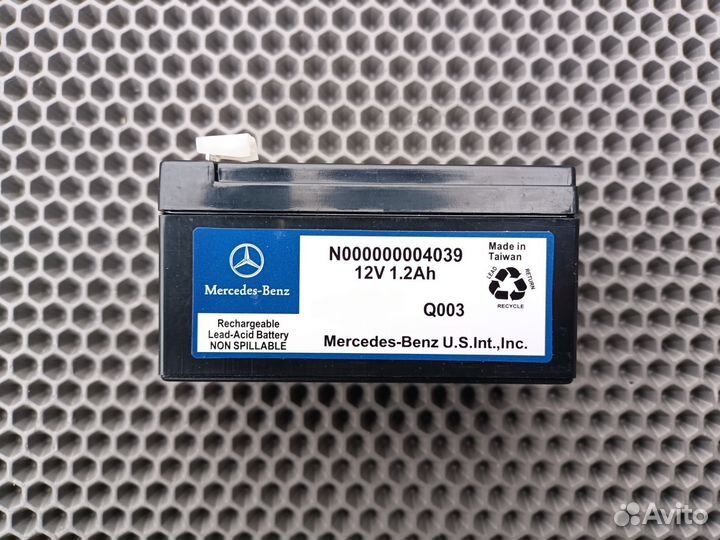 Mercedes-Benz
Rechargeable
Lead-Acid Battery
NON SPILLABLE
N000000004039
12V 1.2Ah
Q003
Mercedes-Benz U.S.Int.,Inc.
Made in
Taiwan
LEAD
RETURN
RECYCLE
Avito